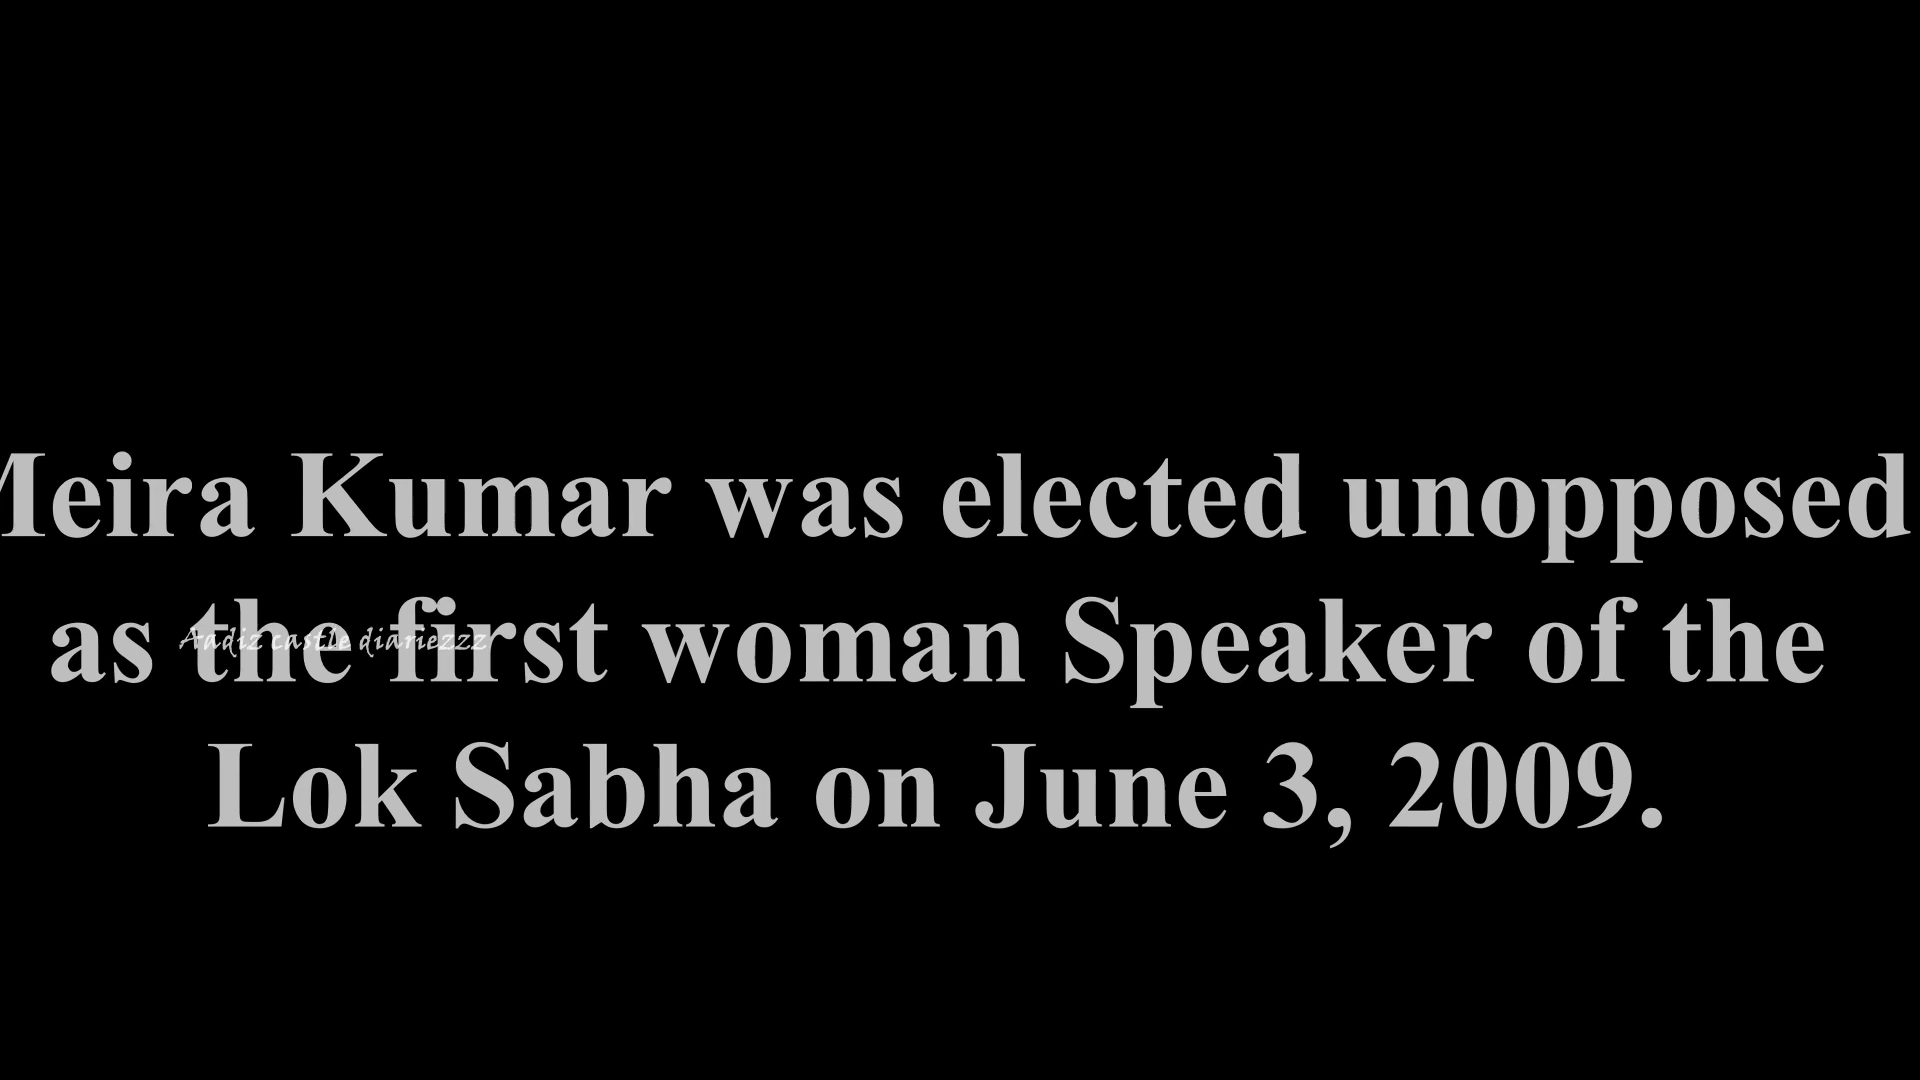 Meira Kumar was elected unopposed
as the first woman Speaker of the
Aadiz castle diariezzz
Lok Sabha on June 3, 2009.